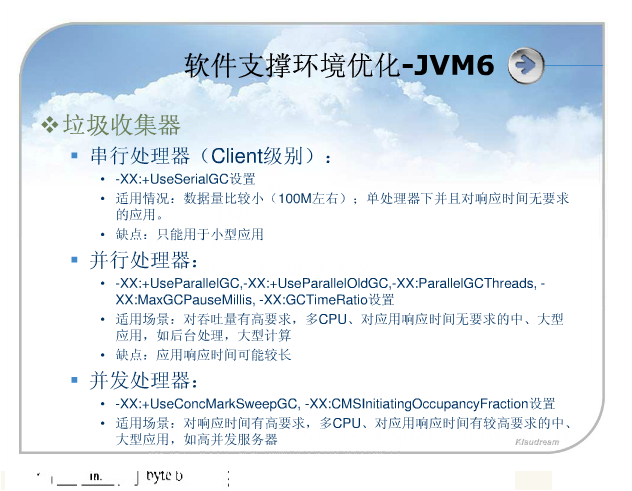 软件支撑环境优化-JVM6
垃圾收集器
串行处理器（Client级别）：
-XX:+UseSerialGC设置
适用情况：数据量比较小（100M左右）；单处理器下并且对响应时间无要求
的应用。
缺点：只能用于小型应用
并行处理器：
-XX:+UseParallelGC,-XX:+UseParallelOldGC,-XX:ParallelGCThreads, -
XX:MaxGCPauseMillis, -XX:GCTimeRatio设置
适用场景：对吞吐量有高要求，多CPU、对应用响应时间无要求的中、大型
应用，如后台处理，大型计算
缺点：应用响应时间可能较长
并发处理器：
-XX:+UseConcMarkSweepGC, -XX:CMSInitiatingOccupancyFraction设置
适用场景：对响应时间有高要求，多CPU、对应用响应时间有较高要求的中、
大型应用，如高并发服务器
Klaudream
byte b